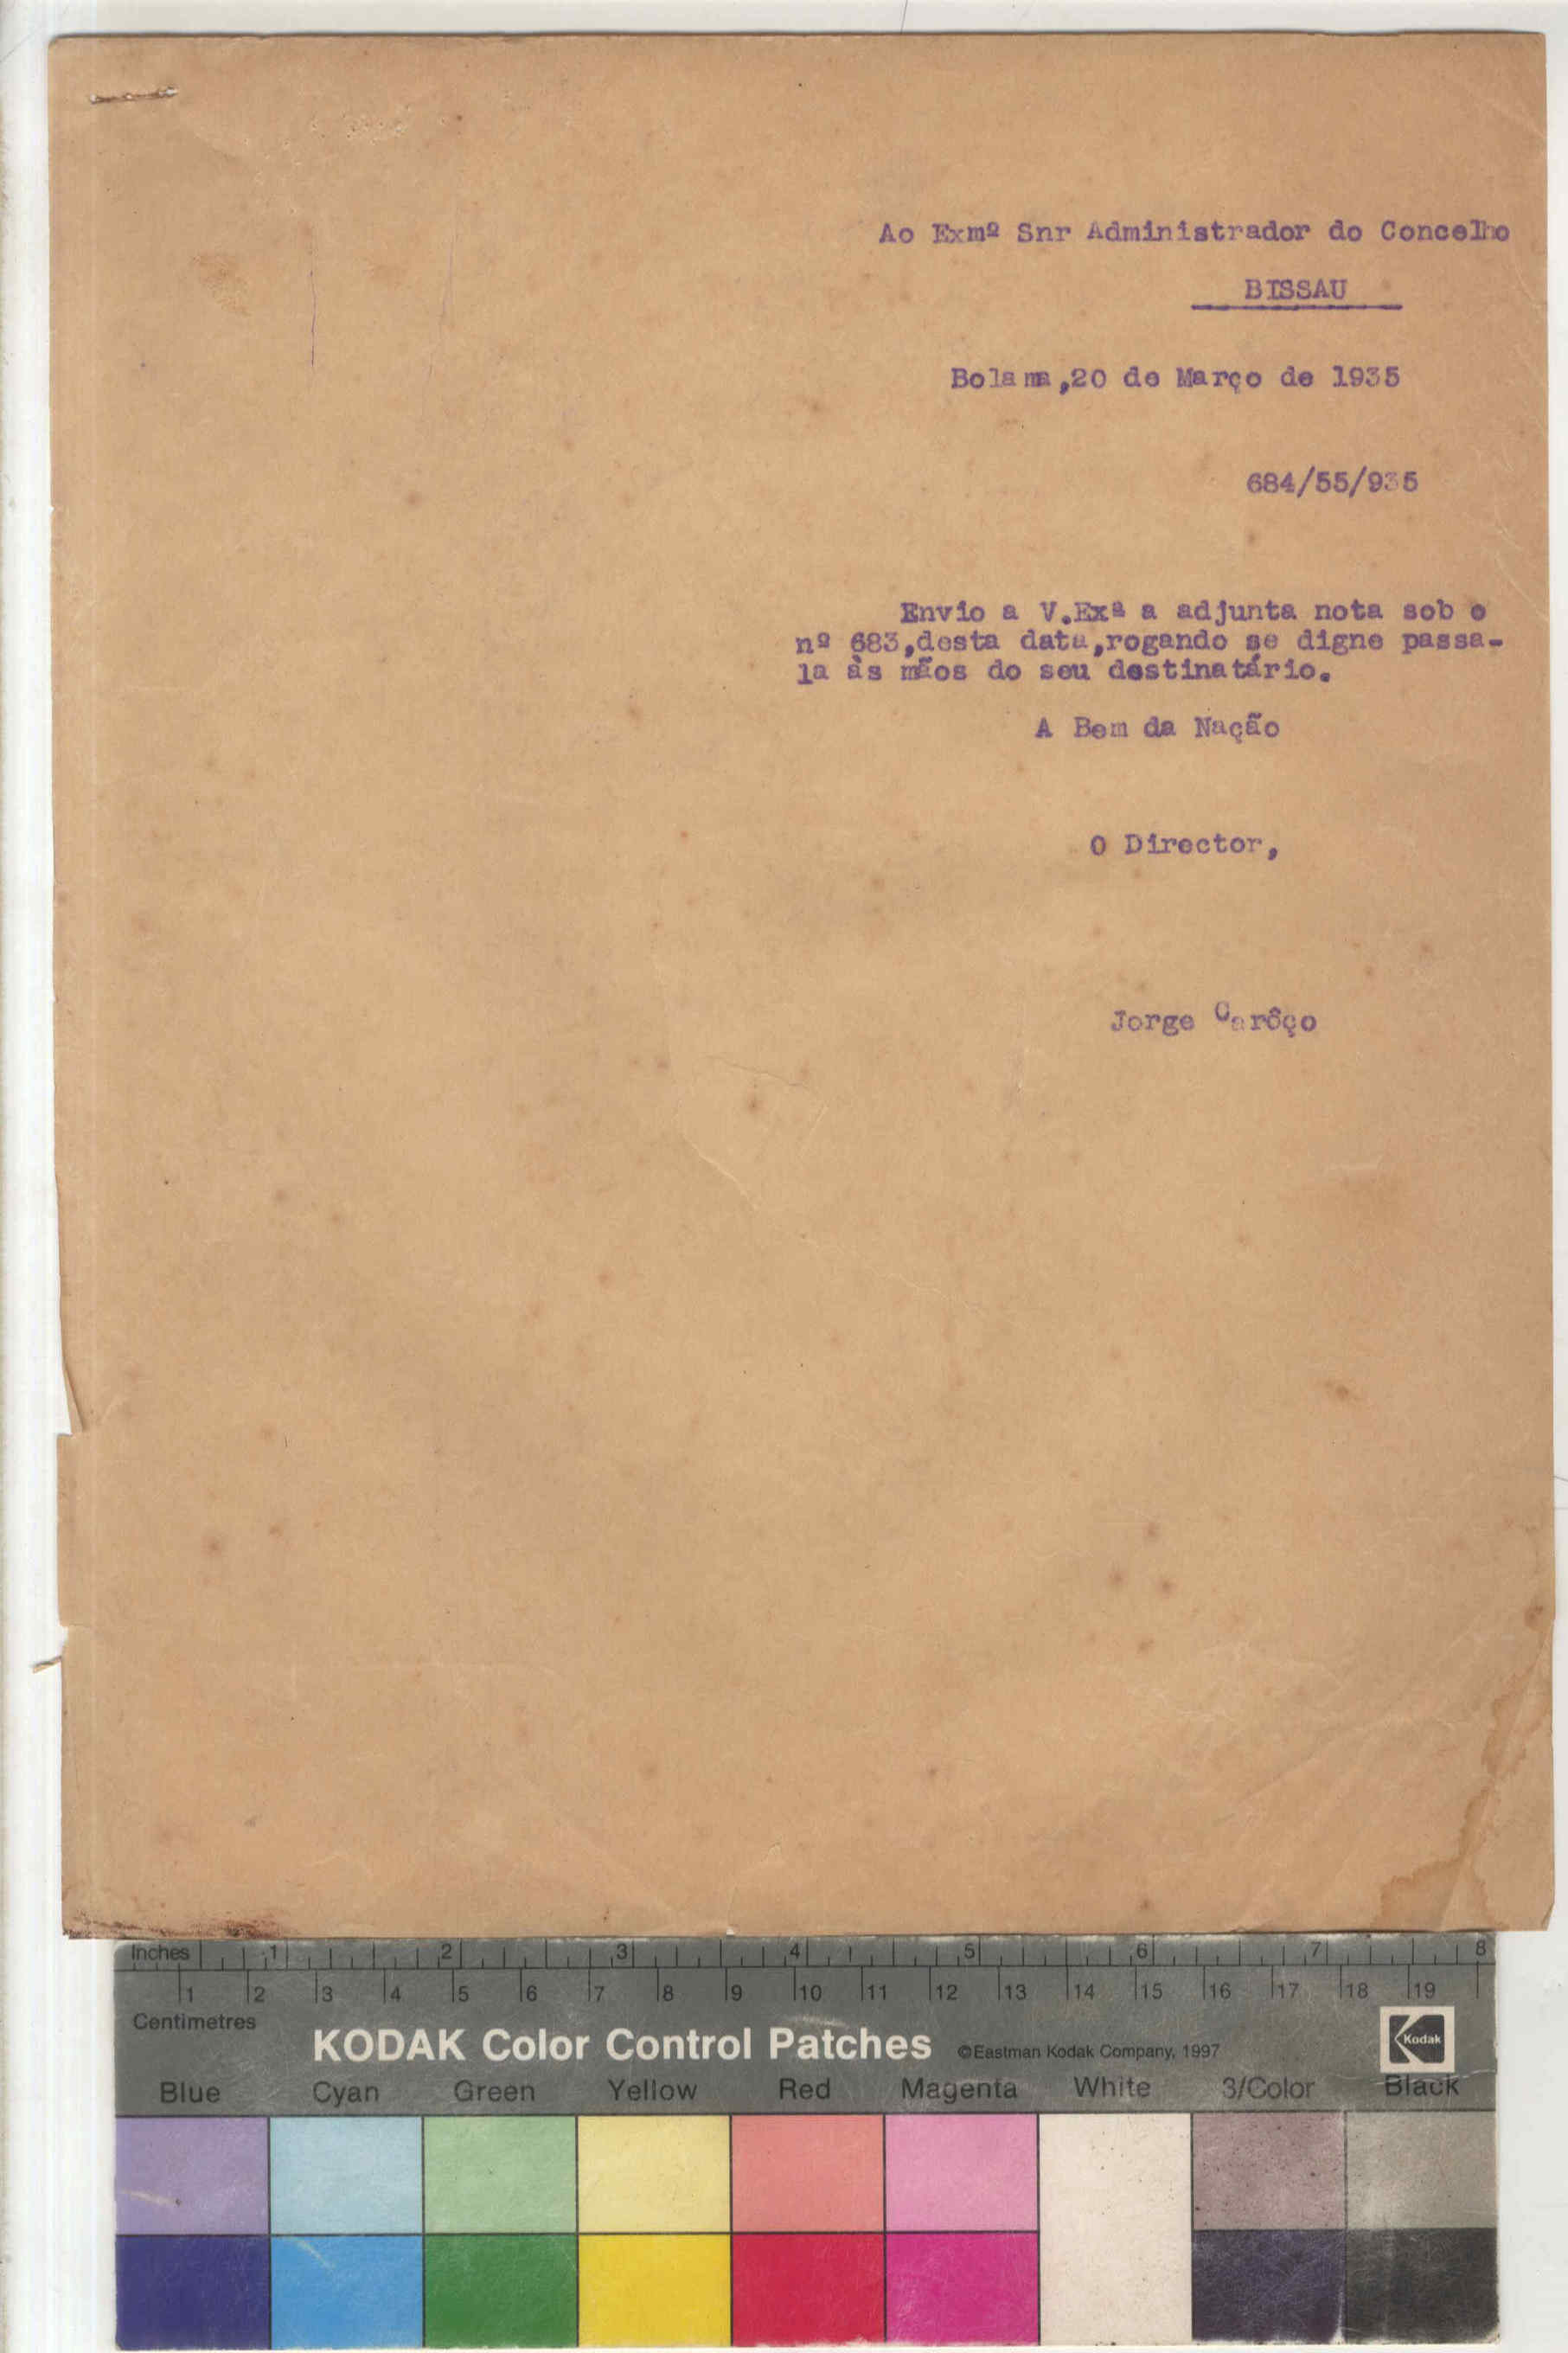 Ao Exmº Snr Administrador do Concelho
BISSAU
Bolama,20 de Março de 1935
684/55/935
Envio a V.Exª a adjunta nota sob o
nº 683,desta data,rogando se digne passa-
la às mãos do seu destinatário.
A Bem da Nação
O Director,
Jorge Carôço
Inches 1 2 3 4 5 6 7 8
1 2 3 4 5 6 7 8 9 10 11 12 13 14 15 16 17 18 19
Centimetres
KODAK Color Control Patches ©Eastman Kodak Company, 1997 Kodak
Blue Cyan Green Yellow Red Magenta White 3/Color Black